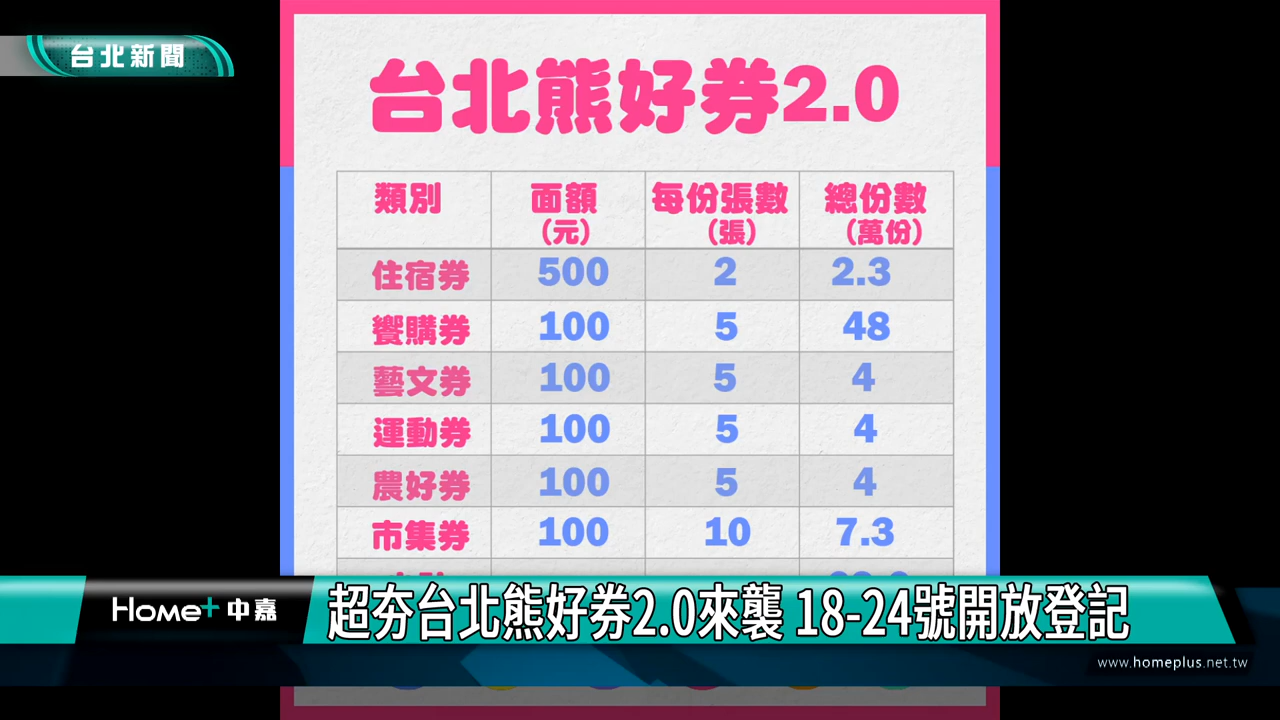 台北新聞
台北熊好券2.0
類別 面額(元) 每份張數(張) 總份數(萬份)
住宿券 500 2 2.3
饗購券 100 5 48
藝文券 100 5 4
運動券 100 5 4
農好券 100 5 4
市集券 100 10 7.3
Home+中嘉
超夯台北熊好券2.0來襲 18-24號開放登記
www.homeplus.net.tw